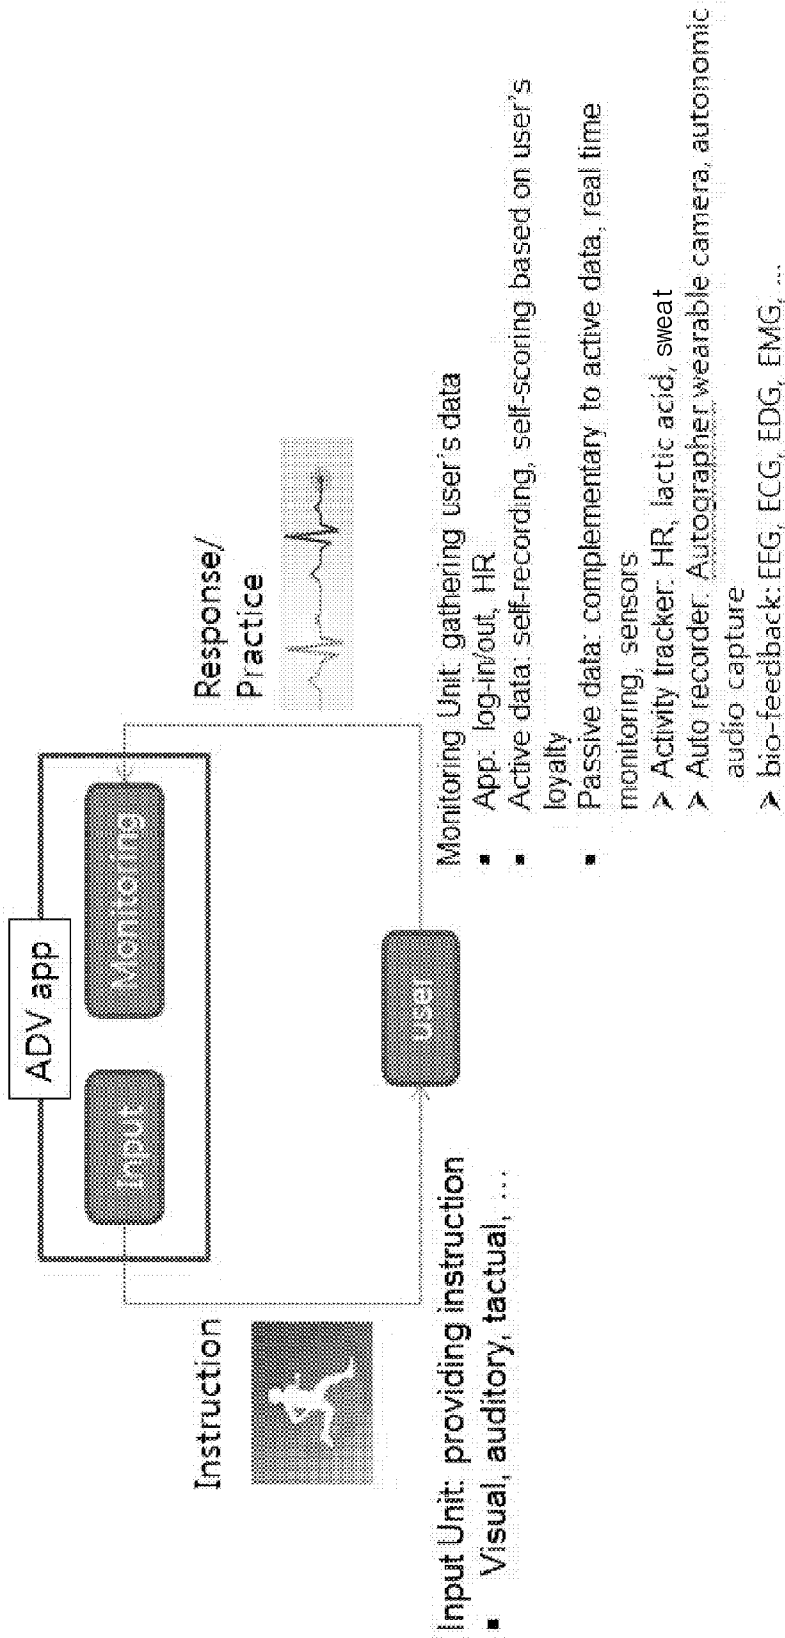 ADV app
Input
Monitoring
Instruction
Response/
Practice
user
Input Unit: providing instruction
▪ Visual, auditory, tactual, ...
Monitoring Unit: gathering user's data
▪ App: log-in/out, HR
▪ Active data: self-recording, self-scoring based on user's
loyalty
▪ Passive data: complementary to active data, real time
monitoring, sensors
➢ Activity tracker: HR, lactic acid, sweat
➢ Auto recorder: Autographer wearable camera, autonomic
audio capture
➢ bio-feedback: EEG, ECG, EDG, EMG, ...